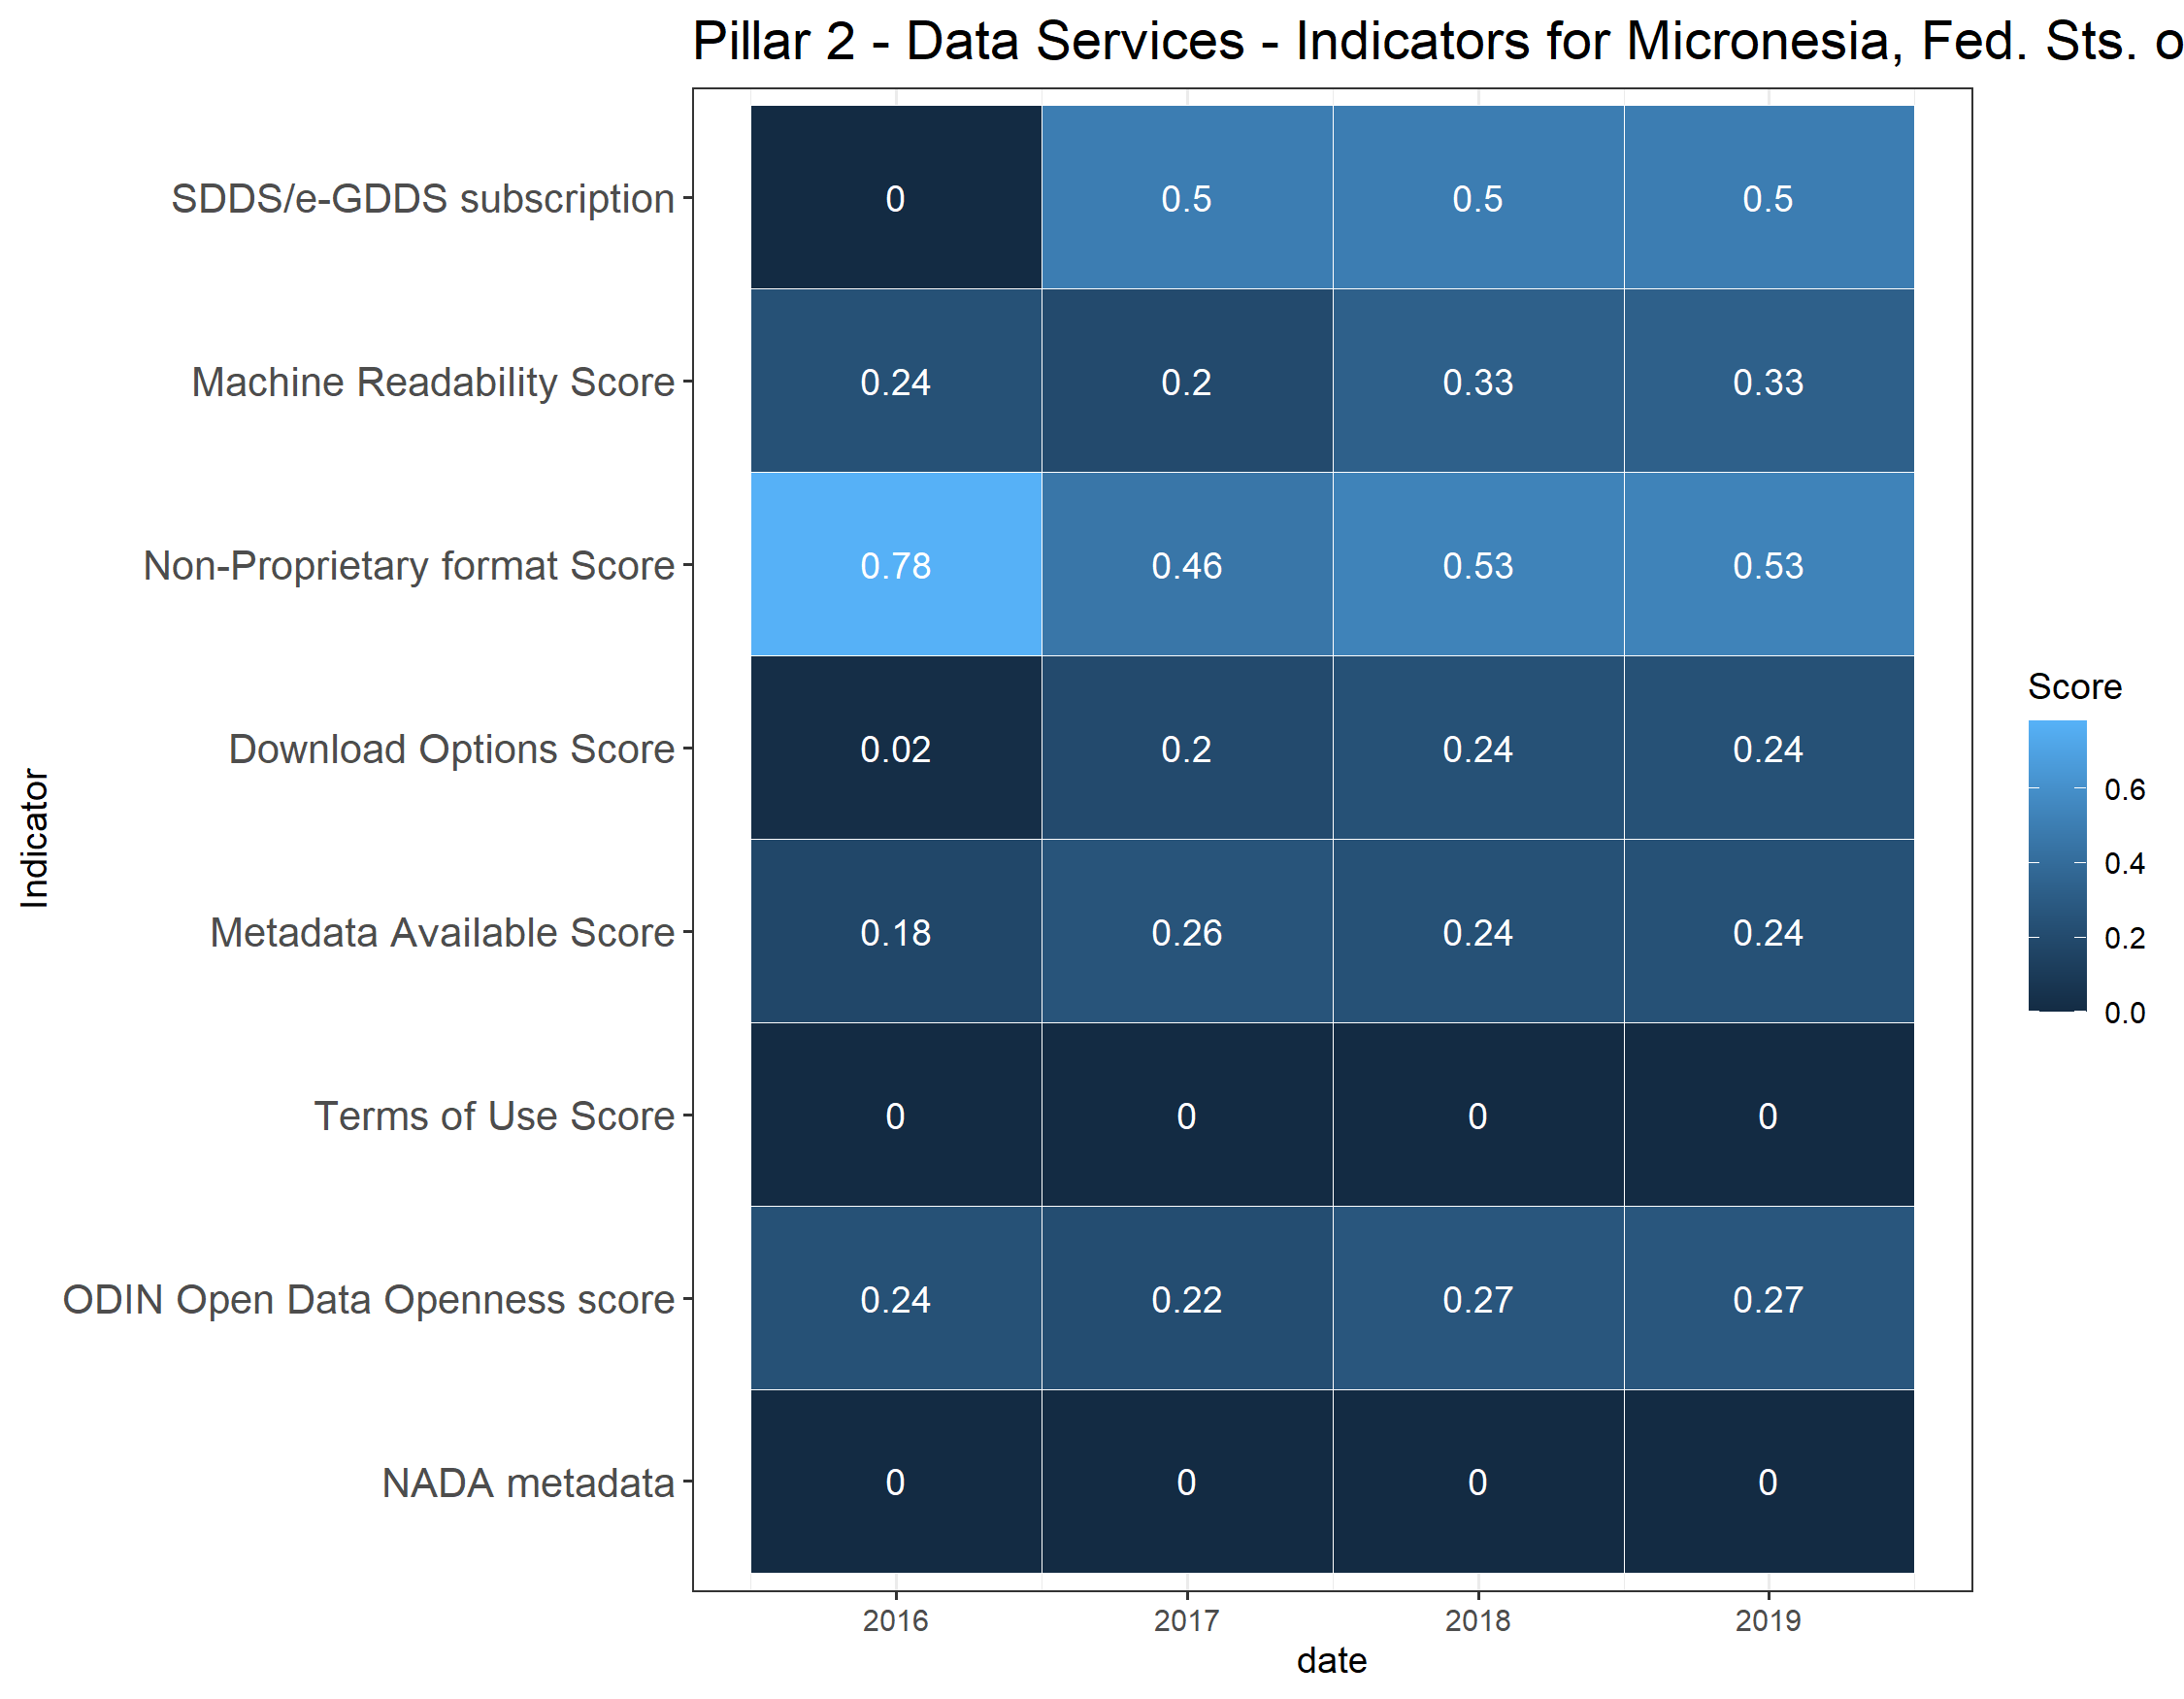 Pillar 2 - Data Services - Indicators for Micronesia, Fed. Sts. o
SDDS/e-GDDS subscription 0 0.5 0.5 0.5
Machine Readability Score 0.24 0.2 0.33 0.33
Non-Proprietary format Score 0.78 0.46 0.53 0.53
Download Options Score 0.02 0.2 0.24 0.24
Metadata Available Score 0.18 0.26 0.24 0.24
Terms of Use Score 0 0 0 0
ODIN Open Data Openness score 0.24 0.22 0.27 0.27
NADA metadata 0 0 0 0
2016 2017 2018 2019
date
Indicator
Score
0.6
0.4
0.2
0.0